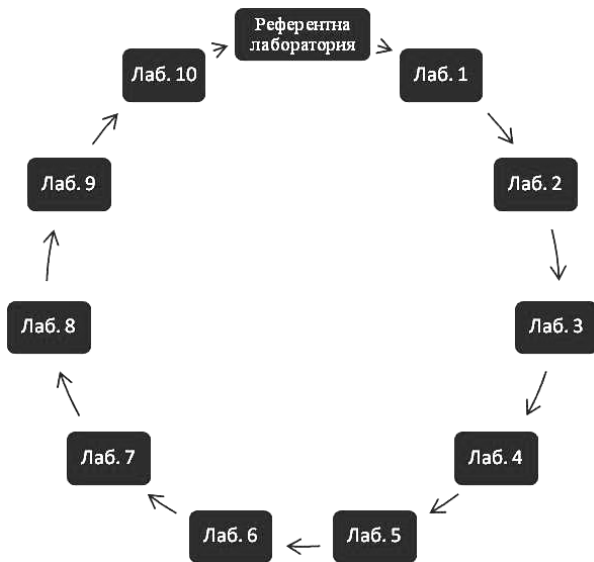 Референтна
лаборатория
Лаб. 1
Лаб. 2
Лаб. 3
Лаб. 4
Лаб. 5
Лаб. 6
Лаб. 7
Лаб. 8
Лаб. 9
Лаб. 10